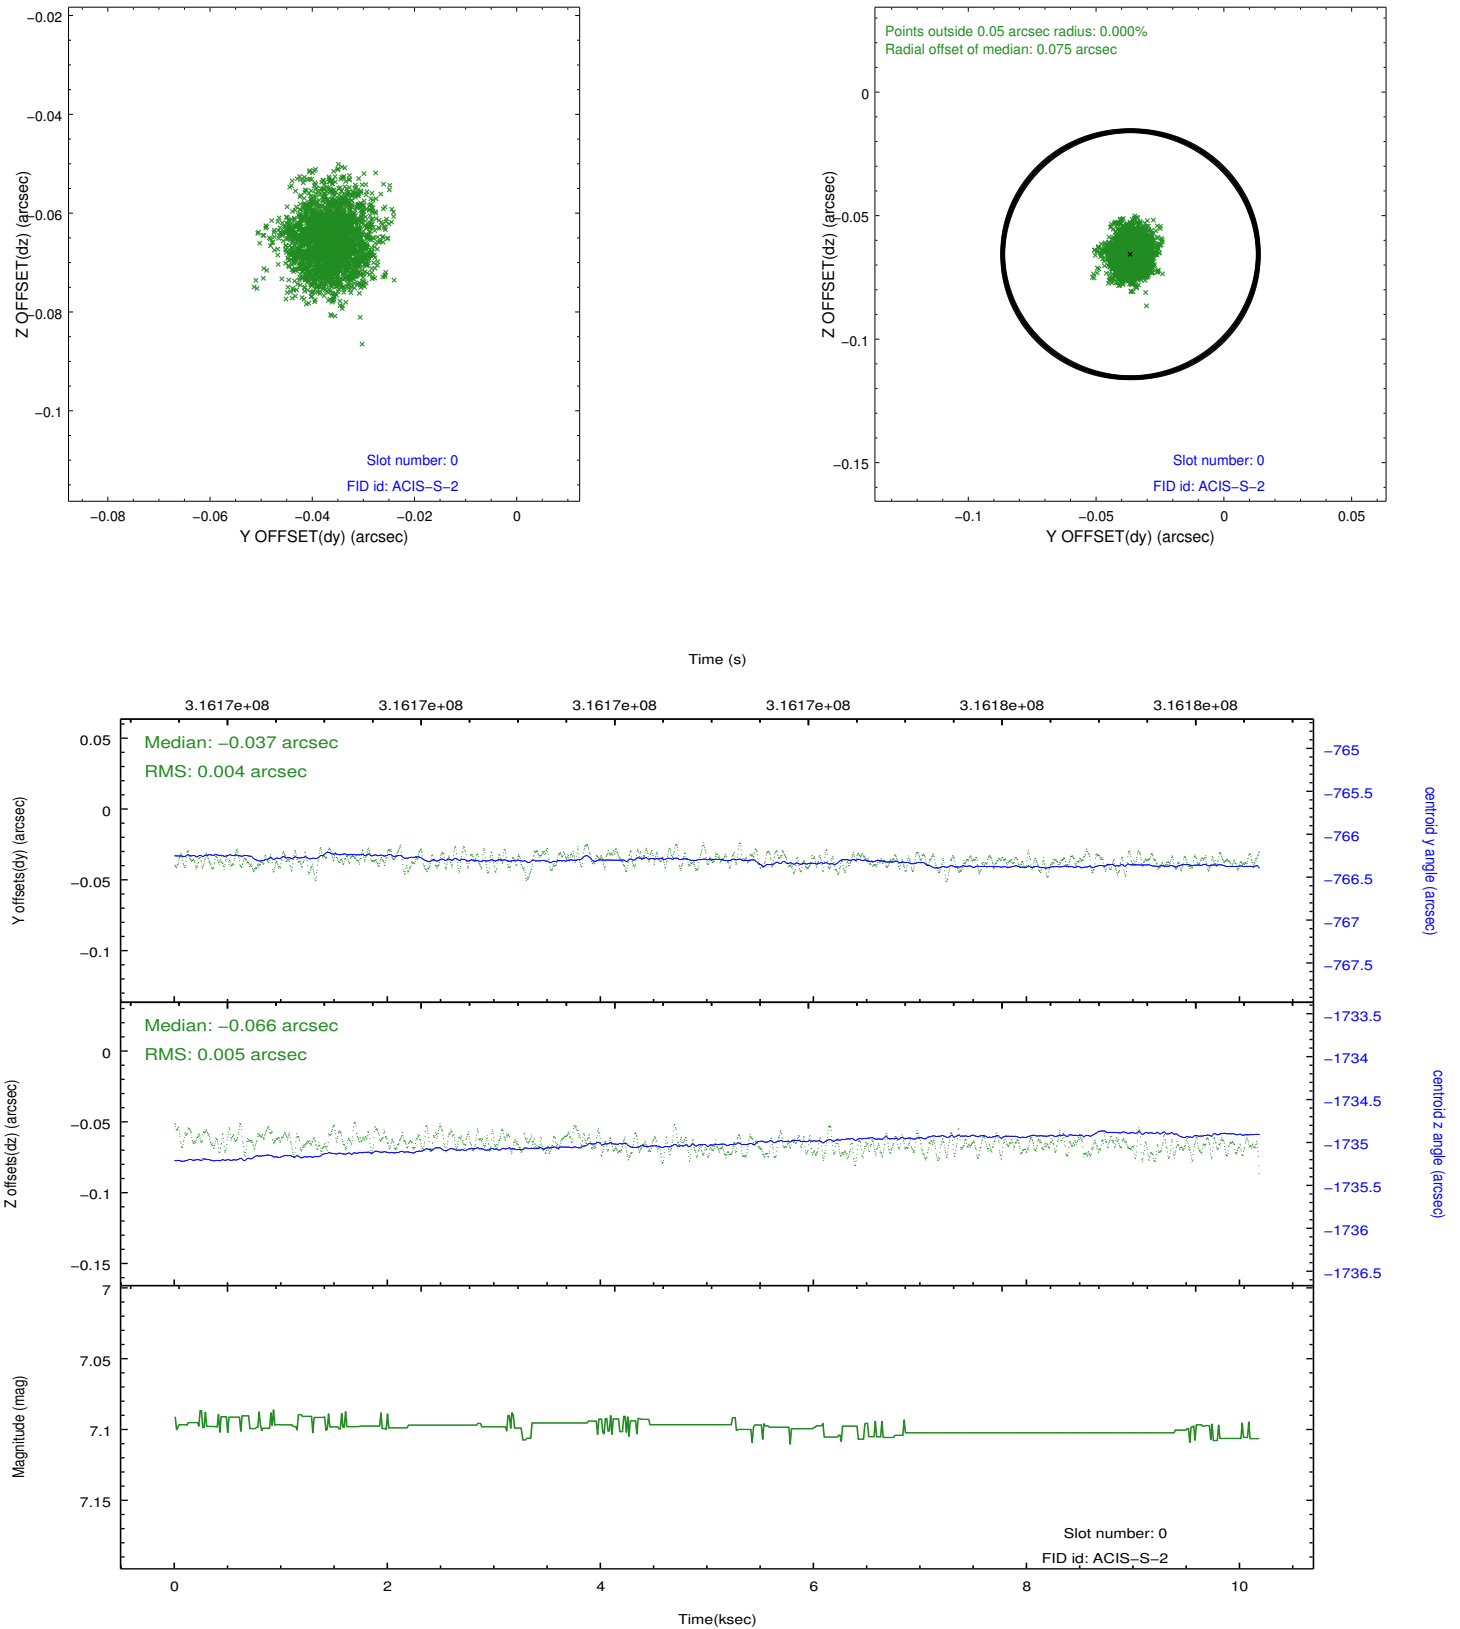 −0.02
−0.04
−0.06
−0.08
−0.1
Z OFFSET(dz) (arcsec)
Slot number: 0
FID id: ACIS−S−2
−0.08
−0.06
−0.04
−0.02
0
Y OFFSET(dy) (arcsec)
Points outside 0.05 arcsec radius: 0.000%
Radial offset of median: 0.075 arcsec
0
−0.05
−0.1
−0.15
Z OFFSET(dz) (arcsec)
Slot number: 0
FID id: ACIS−S−2
−0.1
−0.05
0
0.05
Y OFFSET(dy) (arcsec)
Time (s)
3.1617e+08
3.1617e+08
3.1617e+08
3.1617e+08
3.1618e+08
3.1618e+08
Median: −0.037 arcsec
RMS: 0.004 arcsec
0.05
0
−0.05
−0.1
Y offsets(dy) (arcsec)
−765
−765.5
−766
−766.5
−767
−767.5
centroid y angle (arcsec)
Median: −0.066 arcsec
RMS: 0.005 arcsec
0
−0.05
−0.1
−0.15
Z offsets(dz) (arcsec)
−1733.5
−1734
−1734.5
−1735
−1735.5
−1736
−1736.5
centroid z angle (arcsec)
7
7.05
7.1
7.15
Magnitude (mag)
Slot number: 0
FID id: ACIS−S−2
0
2
4
6
8
10
Time(ksec)